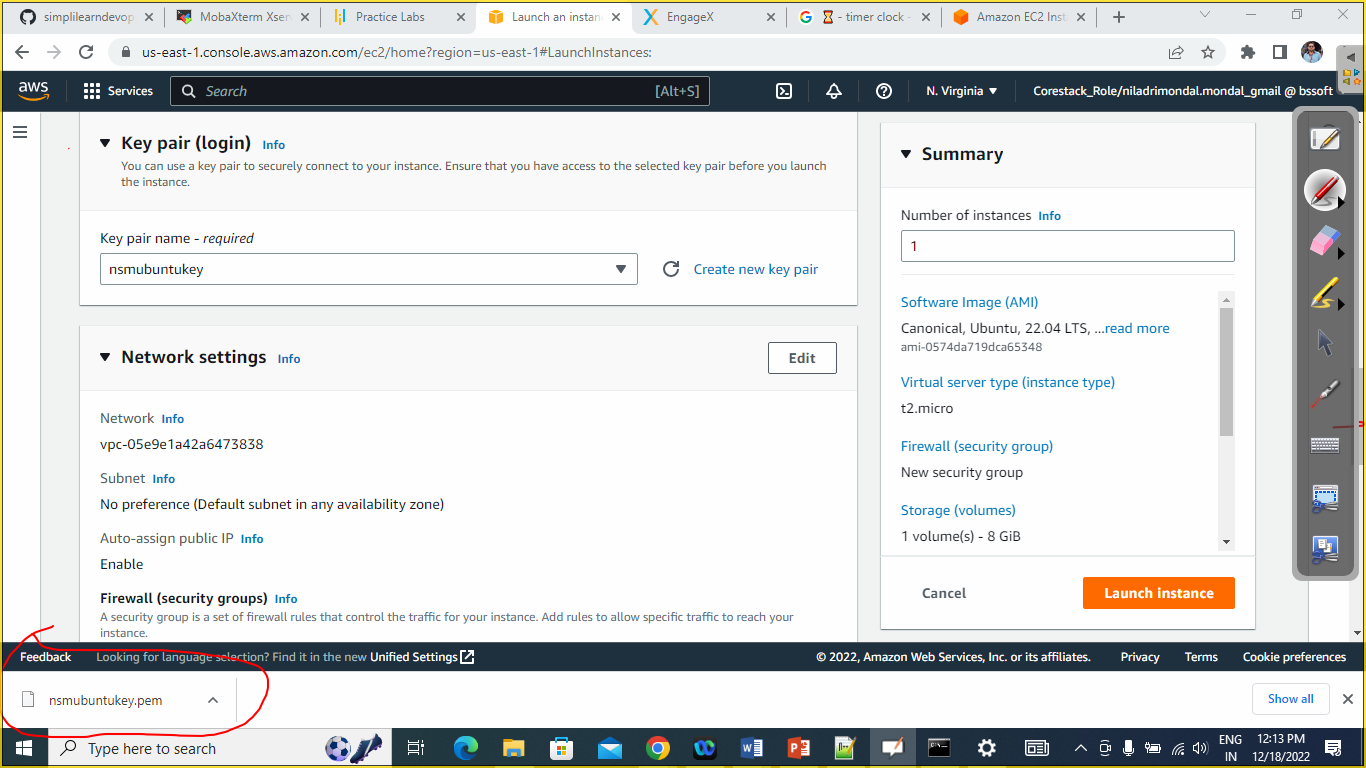 simplilearndevop
MobaXterm Xserv
Practice Labs
Launch an instan
EngageX
- timer clock -
Amazon EC2 Inst
us-east-1.console.aws.amazon.com/ec2/home?region=us-east-1#LaunchInstances:
aws
Services
Search
[Alt+S]
N. Virginia
Corestack_Role/niladrimondal.mondal_gmail @ bssoft
Key pair (login) Info
You can use a key pair to securely connect to your instance. Ensure that you have access to the selected key pair before you launch
the instance.
Key pair name - required
nsmubuntukey
Create new key pair
Network settings Info
Edit
Network Info
vpc-05e9e1a42a6473838
Subnet Info
No preference (Default subnet in any availability zone)
Auto-assign public IP Info
Enable
Firewall (security groups) Info
A security group is a set of firewall rules that control the traffic for your instance. Add rules to allow specific traffic to reach your
instance.
Summary
Number of instances Info
1
Software Image (AMI)
Canonical, Ubuntu, 22.04 LTS, ...read more
ami-0574da719dca65348
Virtual server type (instance type)
t2.micro
Firewall (security group)
New security group
Storage (volumes)
1 volume(s) - 8 GiB
Cancel
Launch instance
Feedback
Looking for language selection? Find it in the new Unified Settings
© 2022, Amazon Web Services, Inc. or its affiliates.
Privacy
Terms
Cookie preferences
nsmubuntukey.pem
Show all
Type here to search
ENG
IN
12:13 PM
12/18/2022